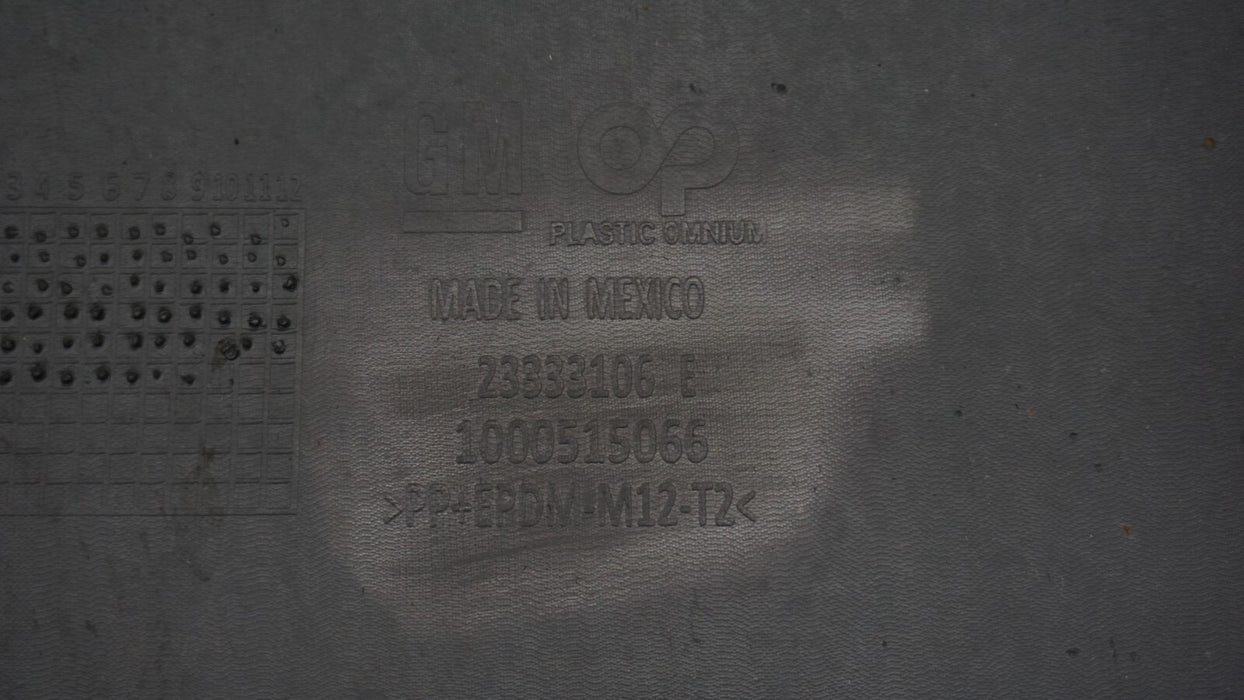 GM OP
PLASTIC OMNIUM
3 4 5 6 7 8 9 10 11 12
MADE IN MEXICO
23333106 E
1000515066
>PP+EPDM-M12-T2<